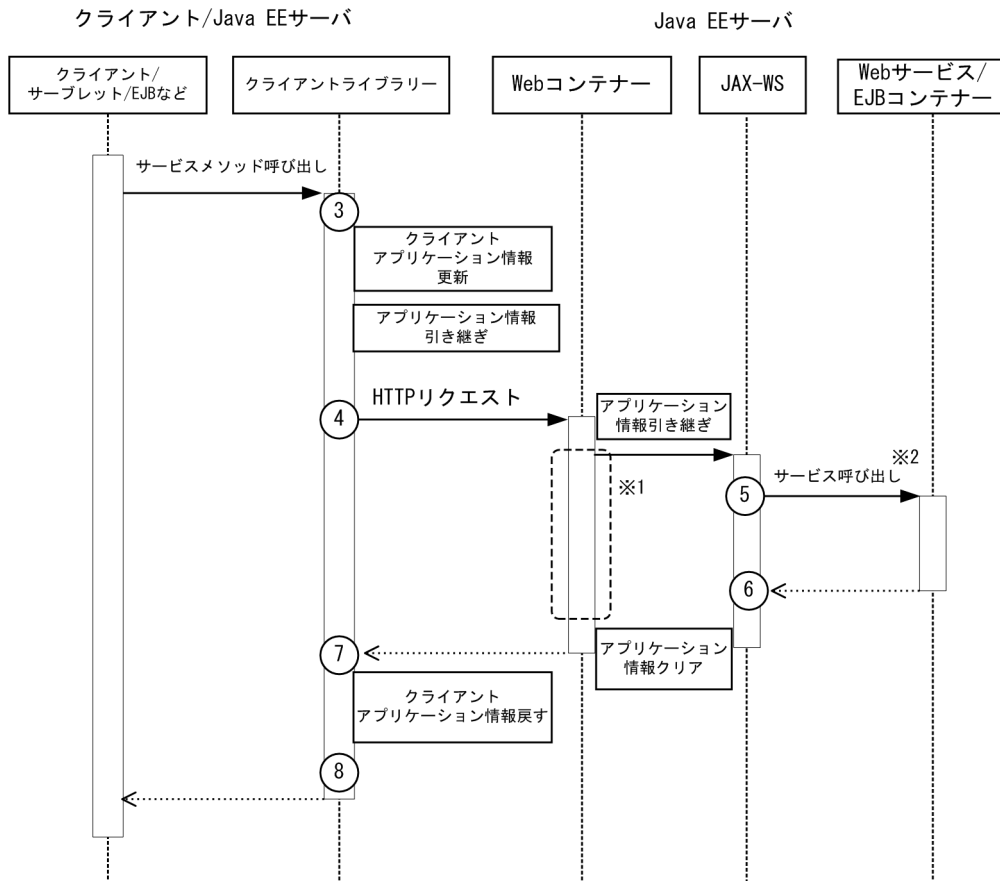 クライアント/Java EEサーバ
Java EEサーバ
クライアント/
サーブレット/EJBなど
クライアントライブラリー
Webコンテナー
JAX-WS
Webサービス/
EJBコンテナー
サービスメソッド呼び出し
3
クライアント
アプリケーション情報
更新
アプリケーション情報
引き継ぎ
4
HTTPリクエスト
アプリケーション
情報引き継ぎ
※1
5
サービス呼び出し
※2
6
7
アプリケーション
情報クリア
クライアント
アプリケーション情報戻す
8